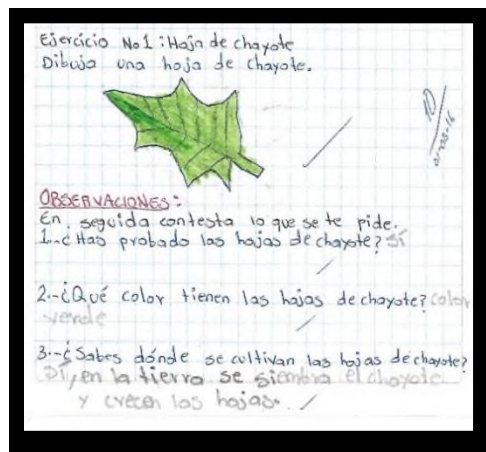 Ejercicio No1: Hoja de chayote
Dibuja una hoja de chayote.
10
OBSERVACIONES:
En seguida contesta lo que se te pide.
1.-¿Has probado las hojas de chayote? Sí
2.-¿Qué color tienen las hojas de chayote? color
verde
3.-¿Sabes dónde se cultivan las hojas de chayote?
Sí, en la tierra se siembra el chayote
y crecen las hojas.